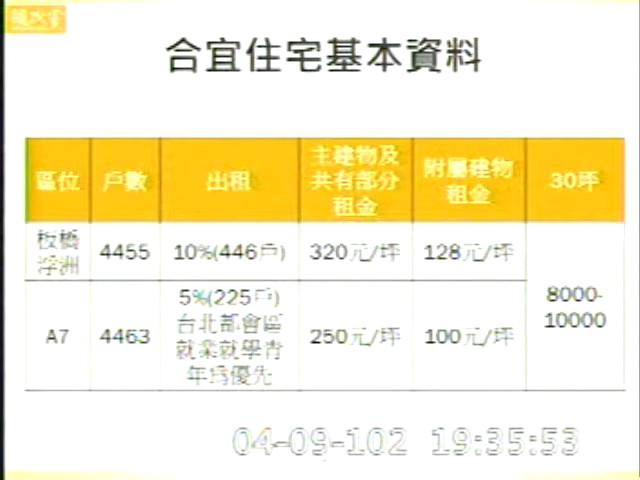 合宜住宅基本資料
區位
戶數
出租
主建物及
共有部分
租金
附屬建物
租金
30坪
板橋
浮洲
4455
10%(446戶)
320元/坪
128元/坪
8000-
10000
A7
4463
5%(225戶)
台北都會區
就業就學青
年為優先
250元/坪
100元/坪
04-09-102 19:35:53